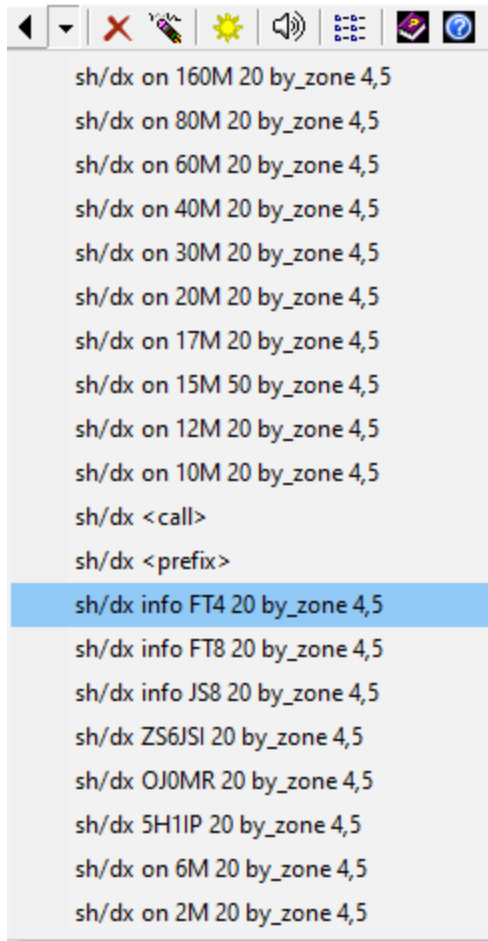 sh/dx on 160M 20 by_zone 4,5
sh/dx on 80M 20 by_zone 4,5
sh/dx on 60M 20 by_zone 4,5
sh/dx on 40M 20 by_zone 4,5
sh/dx on 30M 20 by_zone 4,5
sh/dx on 20M 20 by_zone 4,5
sh/dx on 17M 20 by_zone 4,5
sh/dx on 15M 50 by_zone 4,5
sh/dx on 12M 20 by_zone 4,5
sh/dx on 10M 20 by_zone 4,5
sh/dx <call>
sh/dx <prefix>
sh/dx info FT4 20 by_zone 4,5
sh/dx info FT8 20 by_zone 4,5
sh/dx info JS8 20 by_zone 4,5
sh/dx ZS6JSI 20 by_zone 4,5
sh/dx OJ0MR 20 by_zone 4,5
sh/dx 5H1IP 20 by_zone 4,5
sh/dx on 6M 20 by_zone 4,5
sh/dx on 2M 20 by_zone 4,5